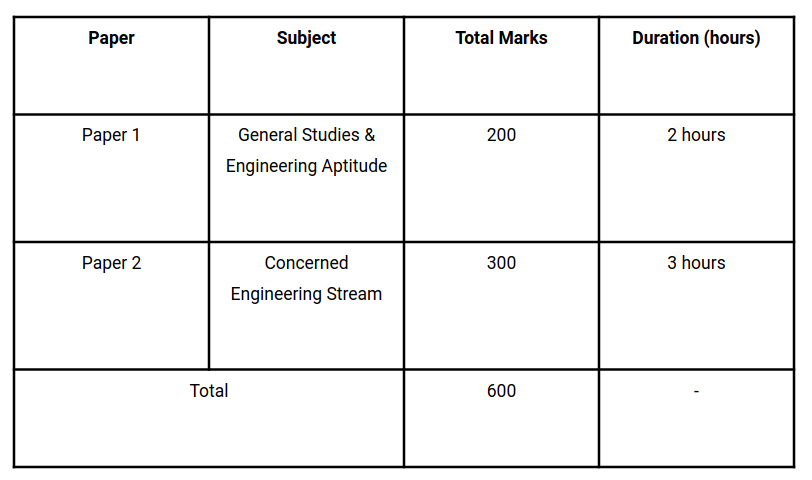 Paper Subject Total Marks Duration (hours)
Paper 1 General Studies & 200 2 hours
Engineering Aptitude
Paper 2 Concerned 300 3 hours
Engineering Stream
Total 600 -